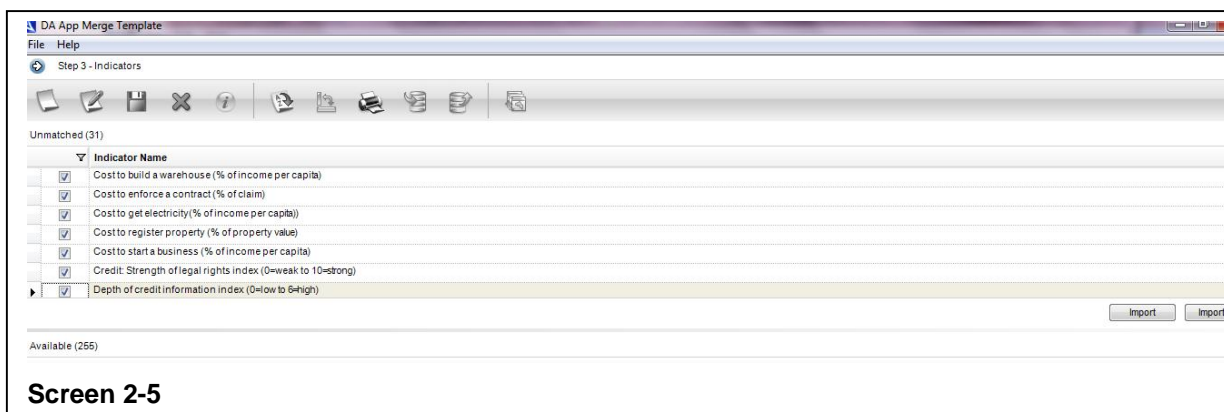 DA App Merge Template
File Help
Step 3 - Indicators
Unmatched (31)
Indicator Name
Cost to build a warehouse (% of income per capita)
Cost to enforce a contract (% of claim)
Cost to get electricity (% of income per capita))
Cost to register property (% of property value)
Cost to start a business (% of income per capita)
Credit: Strength of legal rights index (0=weak to 10=strong)
Depth of credit information index (0=low to 6=high)
Import Import
Available (255)
Screen 2-5